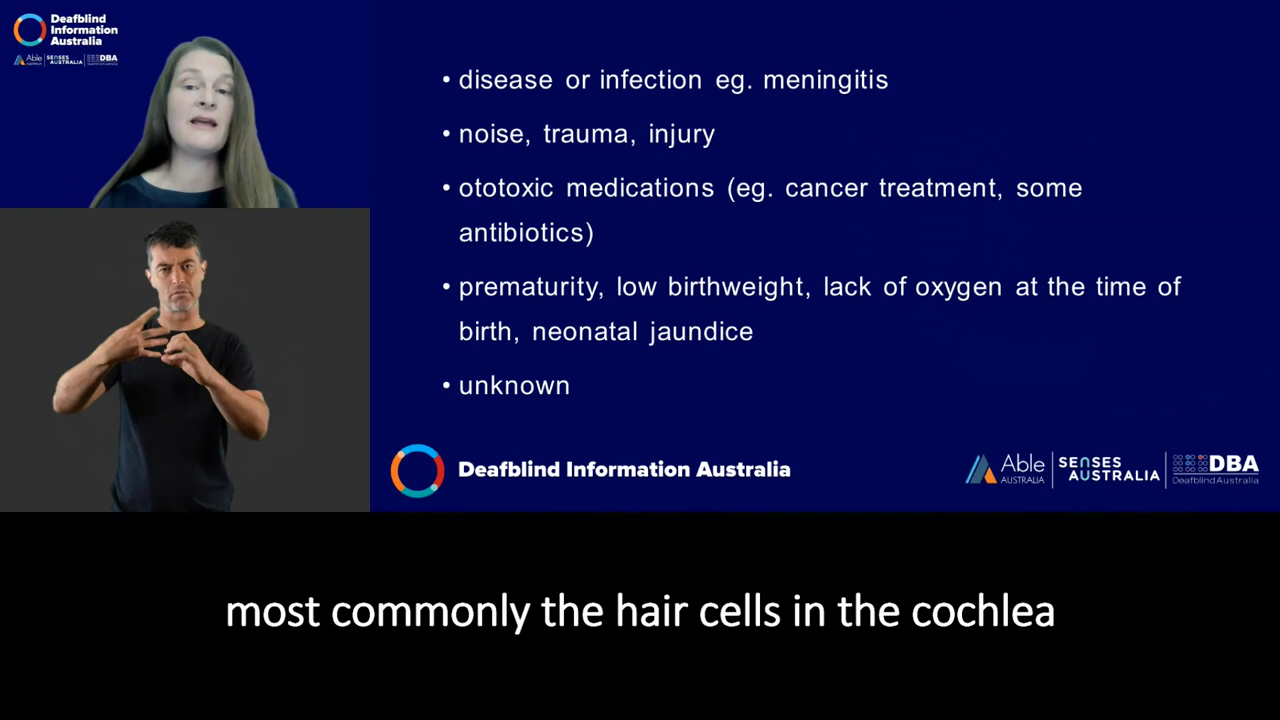 Deafblind
Information
Australia
Able
AUSTRALIA
SENSES
AUSTRALIA
DBA
• disease or infection eg. meningitis
• noise, trauma, injury
• ototoxic medications (eg. cancer treatment, some
antibiotics)
• prematurity, low birthweight, lack of oxygen at the time of
birth, neonatal jaundice
• unknown
Deafblind Information Australia
Able
AUSTRALIA
SENSES
AUSTRALIA
DBA
Deafblind Australia
most commonly the hair cells in the cochlea